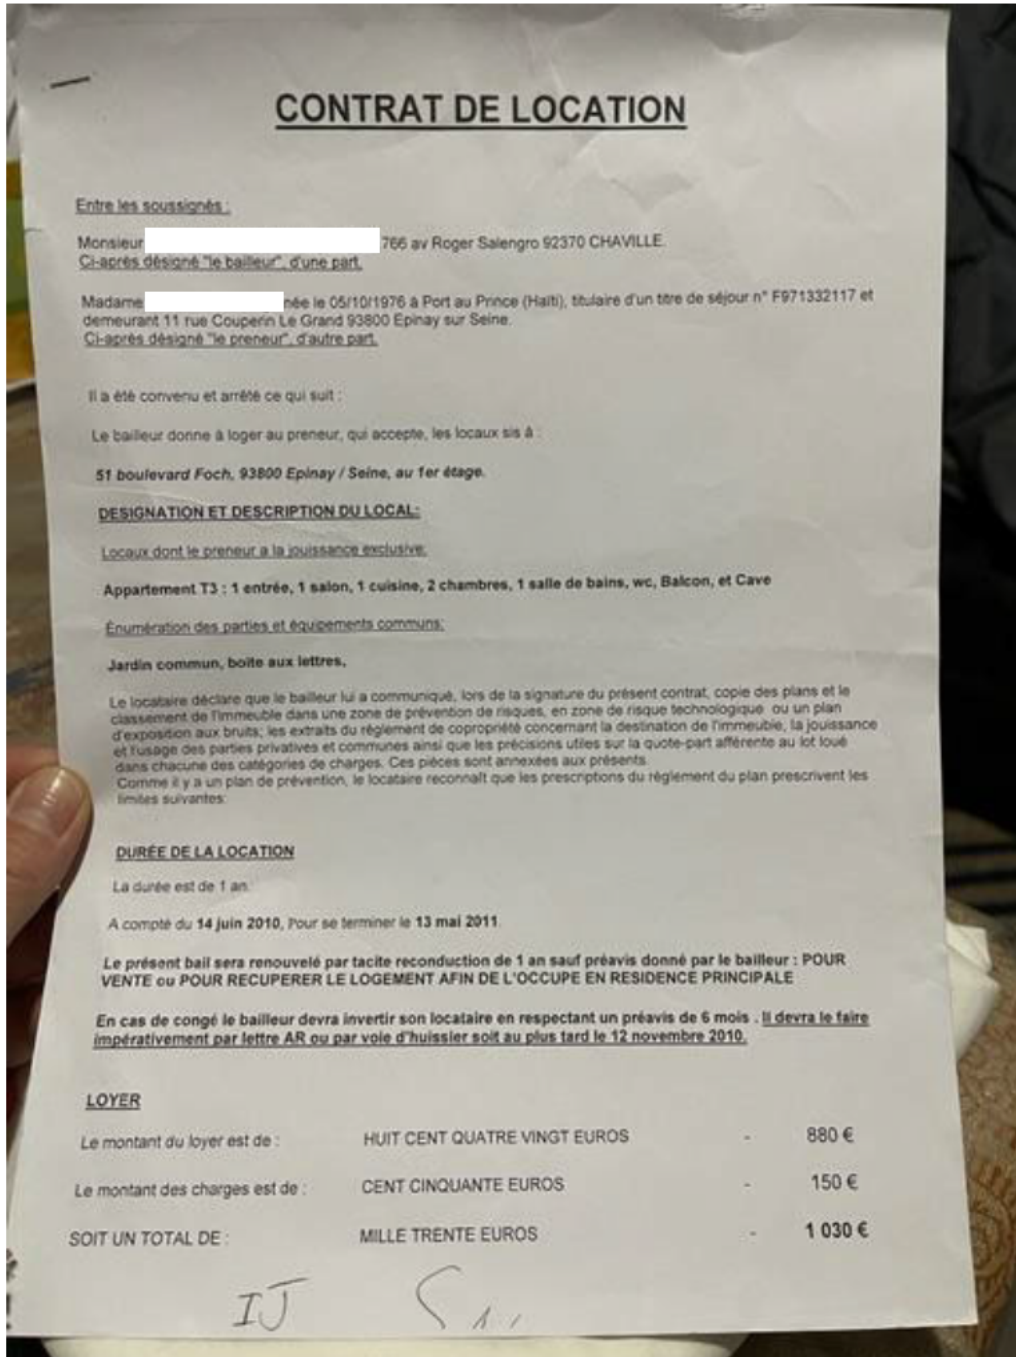 CONTRAT DE LOCATION
Entre les soussignés :
Monsieur 766 av Roger Salengro 92370 CHAVILLE.
Ci-après désigné "le bailleur", d'une part.
Madame née le 05/10/1976 à Port au Prince (Haïti), titulaire d'un titre de séjour n° F971332117 et
demeurant 11 rue Couperin Le Grand 93800 Epinay sur Seine.
Ci-après désigné "le preneur", d'autre part.
Il a été convenu et arrêté ce qui suit :
Le bailleur donne à loger au preneur, qui accepte, les locaux sis à :
51 boulevard Foch, 93800 Epinay / Seine, au 1er étage.
DESIGNATION ET DESCRIPTION DU LOCAL:
Locaux dont le preneur a la jouissance exclusive:
Appartement T3 : 1 entrée, 1 salon, 1 cuisine, 2 chambres, 1 salle de bains, wc, Balcon, et Cave
Énumération des parties et équipements communs:
Jardin commun, boite aux lettres,
Le locataire déclare que le bailleur lui a communiqué, lors de la signature du présent contrat, copie des plans et le
classement de l'immeuble dans une zone de prévention de risques, en zone de risque technologique ou un plan
d'exposition aux bruits; les extraits du règlement de copropriété concernant la destination de l'immeuble, la jouissance
et l'usage des parties privatives et communes ainsi que les précisions utiles sur la quote-part afférente au lot loué
dans chacune des catégories de charges. Ces pièces sont annexées aux présents.
Comme il y a un plan de prévention, le locataire reconnaît que les prescriptions du règlement du plan prescrivent les
limites suivantes:
DURÉE DE LA LOCATION
La durée est de 1 an.
A compté du 14 juin 2010, Pour se terminer le 13 mai 2011.
Le présent bail sera renouvelé par tacite reconduction de 1 an sauf préavis donné par le bailleur : POUR
VENTE ou POUR RECUPERER LE LOGEMENT AFIN DE L'OCCUPE EN RESIDENCE PRINCIPALE
En cas de congé le bailleur devra invertir son locataire en respectant un préavis de 6 mois . Il devra le faire
impérativement par lettre AR ou par voie d'huissier soit au plus tard le 12 novembre 2010.
LOYER
Le montant du loyer est de : HUIT CENT QUATRE VINGT EUROS - 880 €
Le montant des charges est de : CENT CINQUANTE EUROS - 150 €
SOIT UN TOTAL DE : MILLE TRENTE EUROS - 1 030 €
IJ